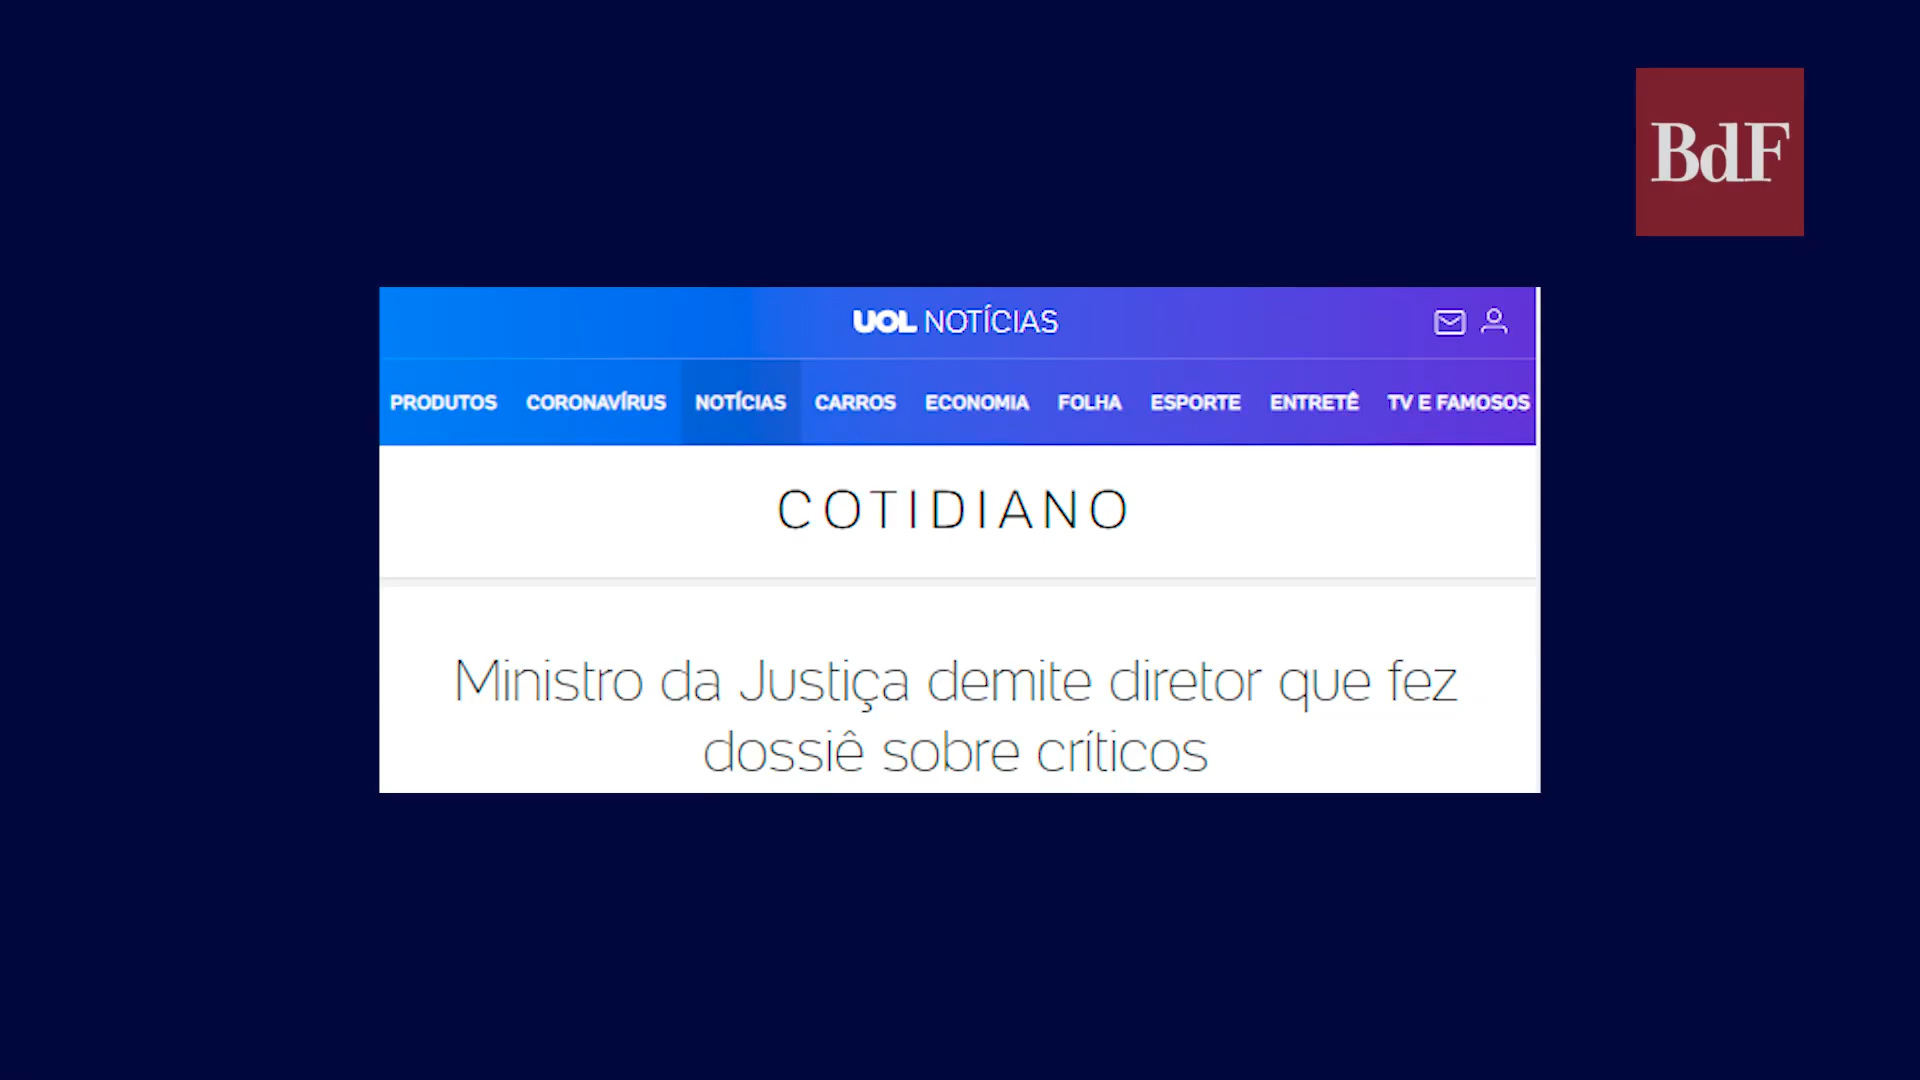 BdF
UOL NOTÍCIAS
PRODUTOS CORONAVÍRUS NOTÍCIAS CARROS ECONOMIA FOLHA ESPORTE ENTRETÊ TV E FAMOSOS
COTIDIANO
Ministro da Justiça demite diretor que fez
dossiê sobre críticos